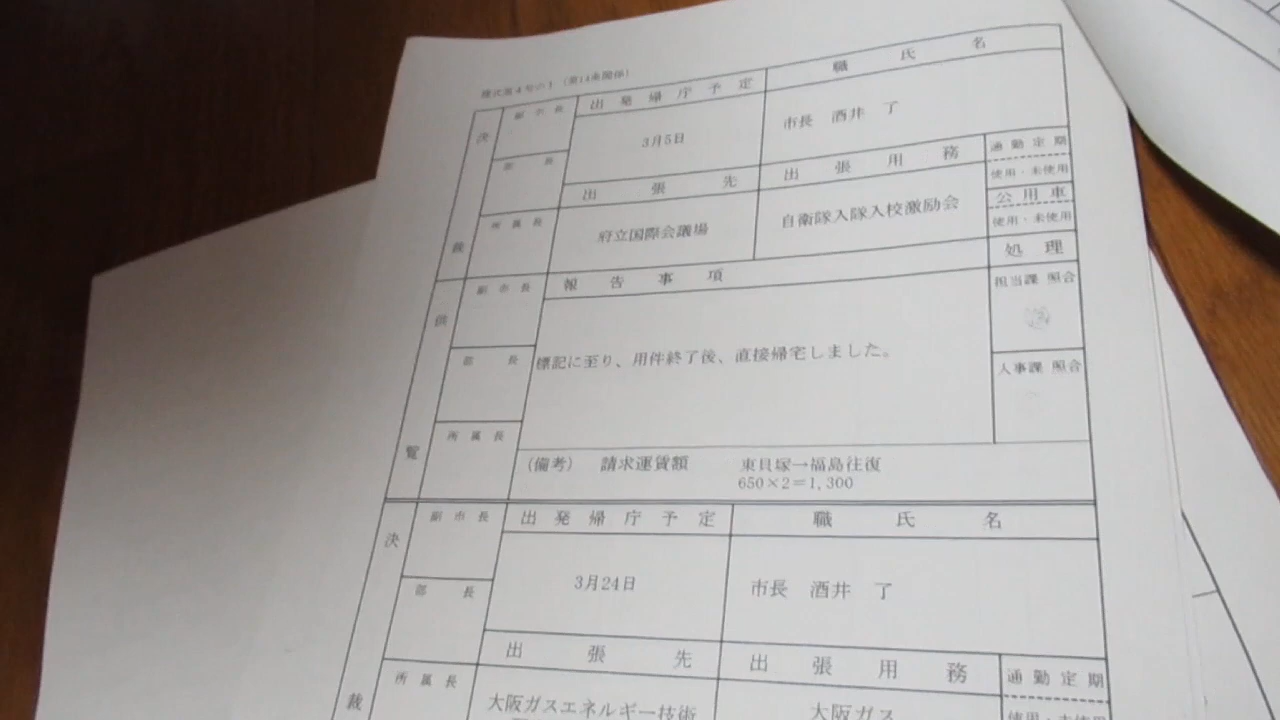 様式第4号の1（第14条関係）
決裁
副市長
出発帰庁予定
職氏名
部長
3月5日
市長 酒井 了
出張先
出張用務
通勤定期
使用・未使用
所属長
府立国際会議場
自衛隊入隊入校激励会
公用車
使用・未使用
処理
供覧
副市長
報告事項
担当課 照合
部長
標記に至り、用件終了後、直接帰宅しました。
人事課 照合
所属長
（備考） 請求運賃額 東貝塚→福島往復
650×2＝1,300
決裁
副市長
出発帰庁予定
職氏名
部長
3月24日
市長 酒井 了
出張先
出張用務
通勤定期
所属長
大阪ガスエネルギー技術
大阪ガス
使用・未使用